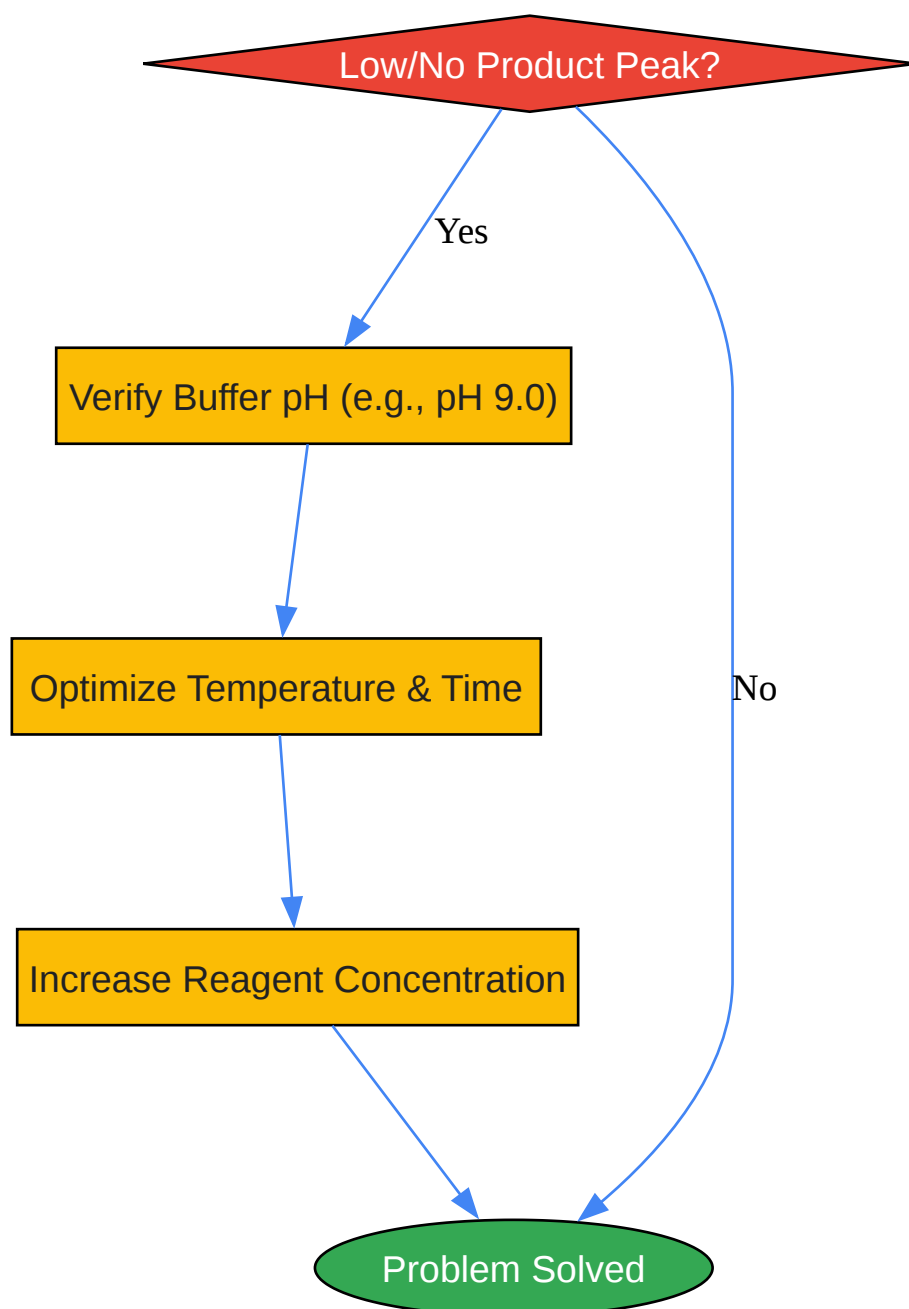 Low/No Product Peak?
Yes
Verify Buffer pH (e.g., pH 9.0)
Optimize Temperature & Time
No
Increase Reagent Concentration
Problem Solved